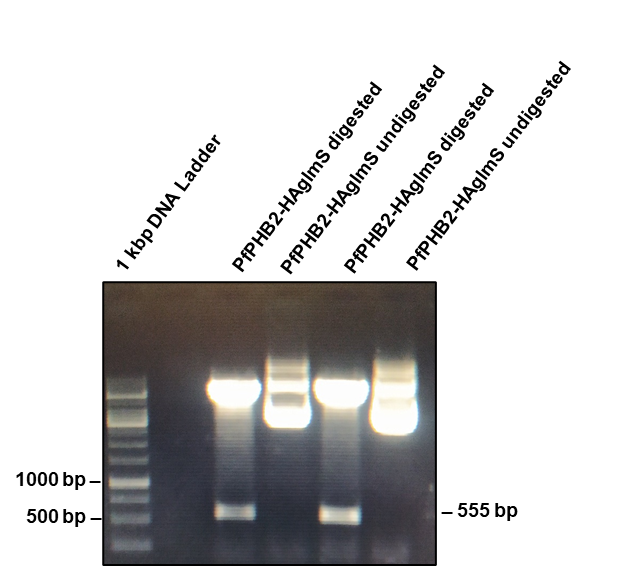 1 kbp DNA Ladder
PfPHB2-HAglmS digested
PfPHB2-HAglmS undigested
PfPHB2-HAglmS digested
PfPHB2-HAglmS undigested
1000 bp –
500 bp –
– 555 bp